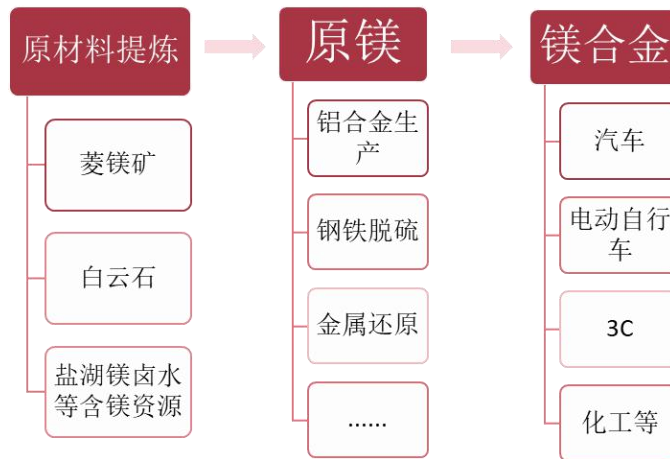 原材料提炼
菱镁矿
白云石
盐湖镁卤水
等含镁资源
原镁
铝合金生
产
钢铁脱硫
金属还原
......
镁合金
汽车
电动自行
车
3C
化工等